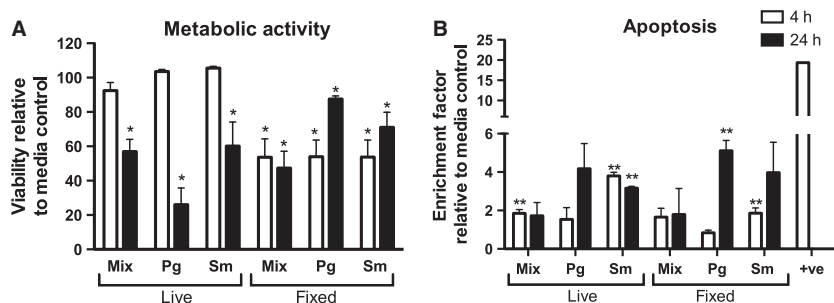 A
Metabolic activity
Viability relative
to media control
120
100
80
60
40
20
0
* * * * * * * * *
Mix Pg Sm Mix Pg Sm
Live Fixed
B
Apoptosis
4 h
24 h
Enrichment factor
relative to media control
25
20
15
10
6
4
2
0
** ** ** ** **
Mix Pg Sm Mix Pg Sm +ve
Live Fixed